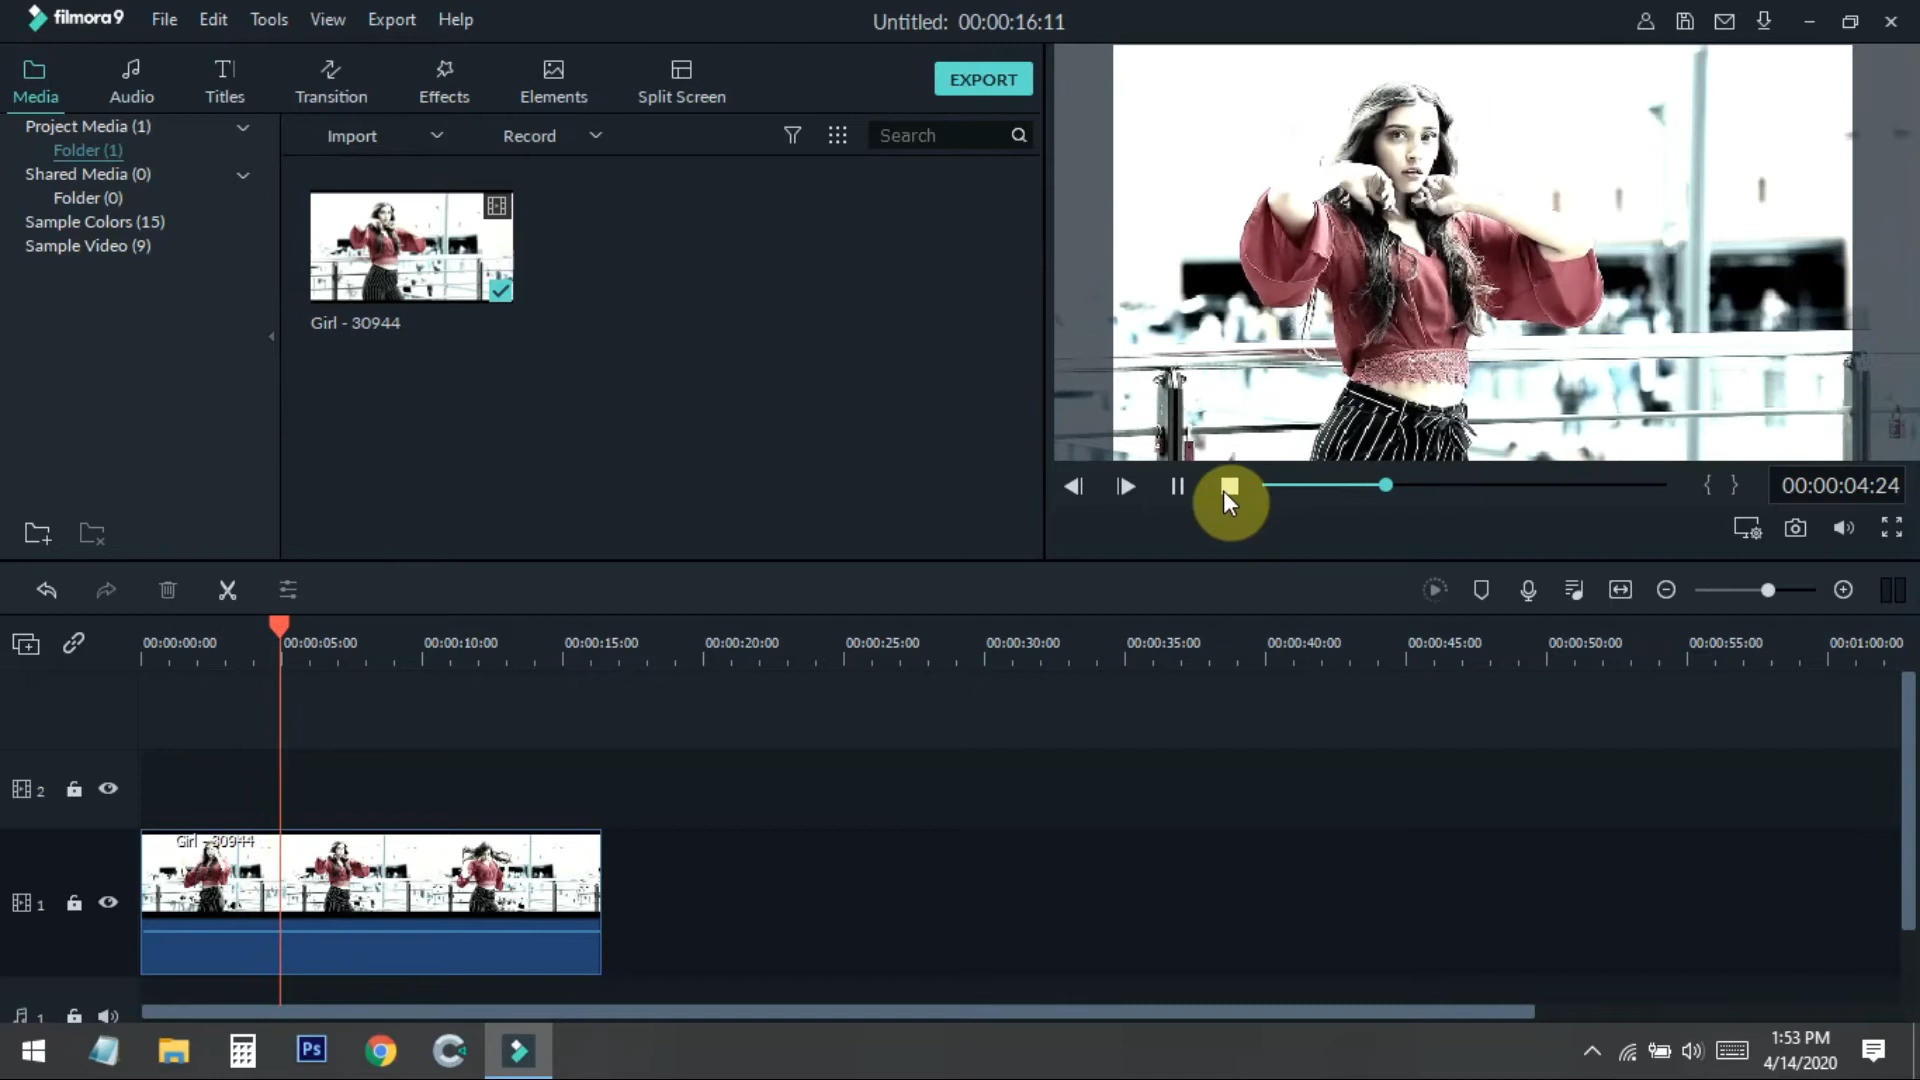 filmora9 File Edit Tools View Export Help Untitled: 00:00:16:11
Media Audio Titles Transition Effects Elements Split Screen EXPORT
Project Media (1)
Folder (1)
Shared Media (0)
Folder (0)
Sample Colors (15)
Sample Video (9)
Import Record Search
Girl - 30944
00:00:04:24
00:00:00:00 00:00:05:00 00:00:10:00 00:00:15:00 00:00:20:00 00:00:25:00 00:00:30:00 00:00:35:00 00:00:40:00 00:00:45:00 00:00:50:00 00:00:55:00 00:01:00:00
2
Girl - 30944
1
1
Ps
1:53 PM
4/14/2020